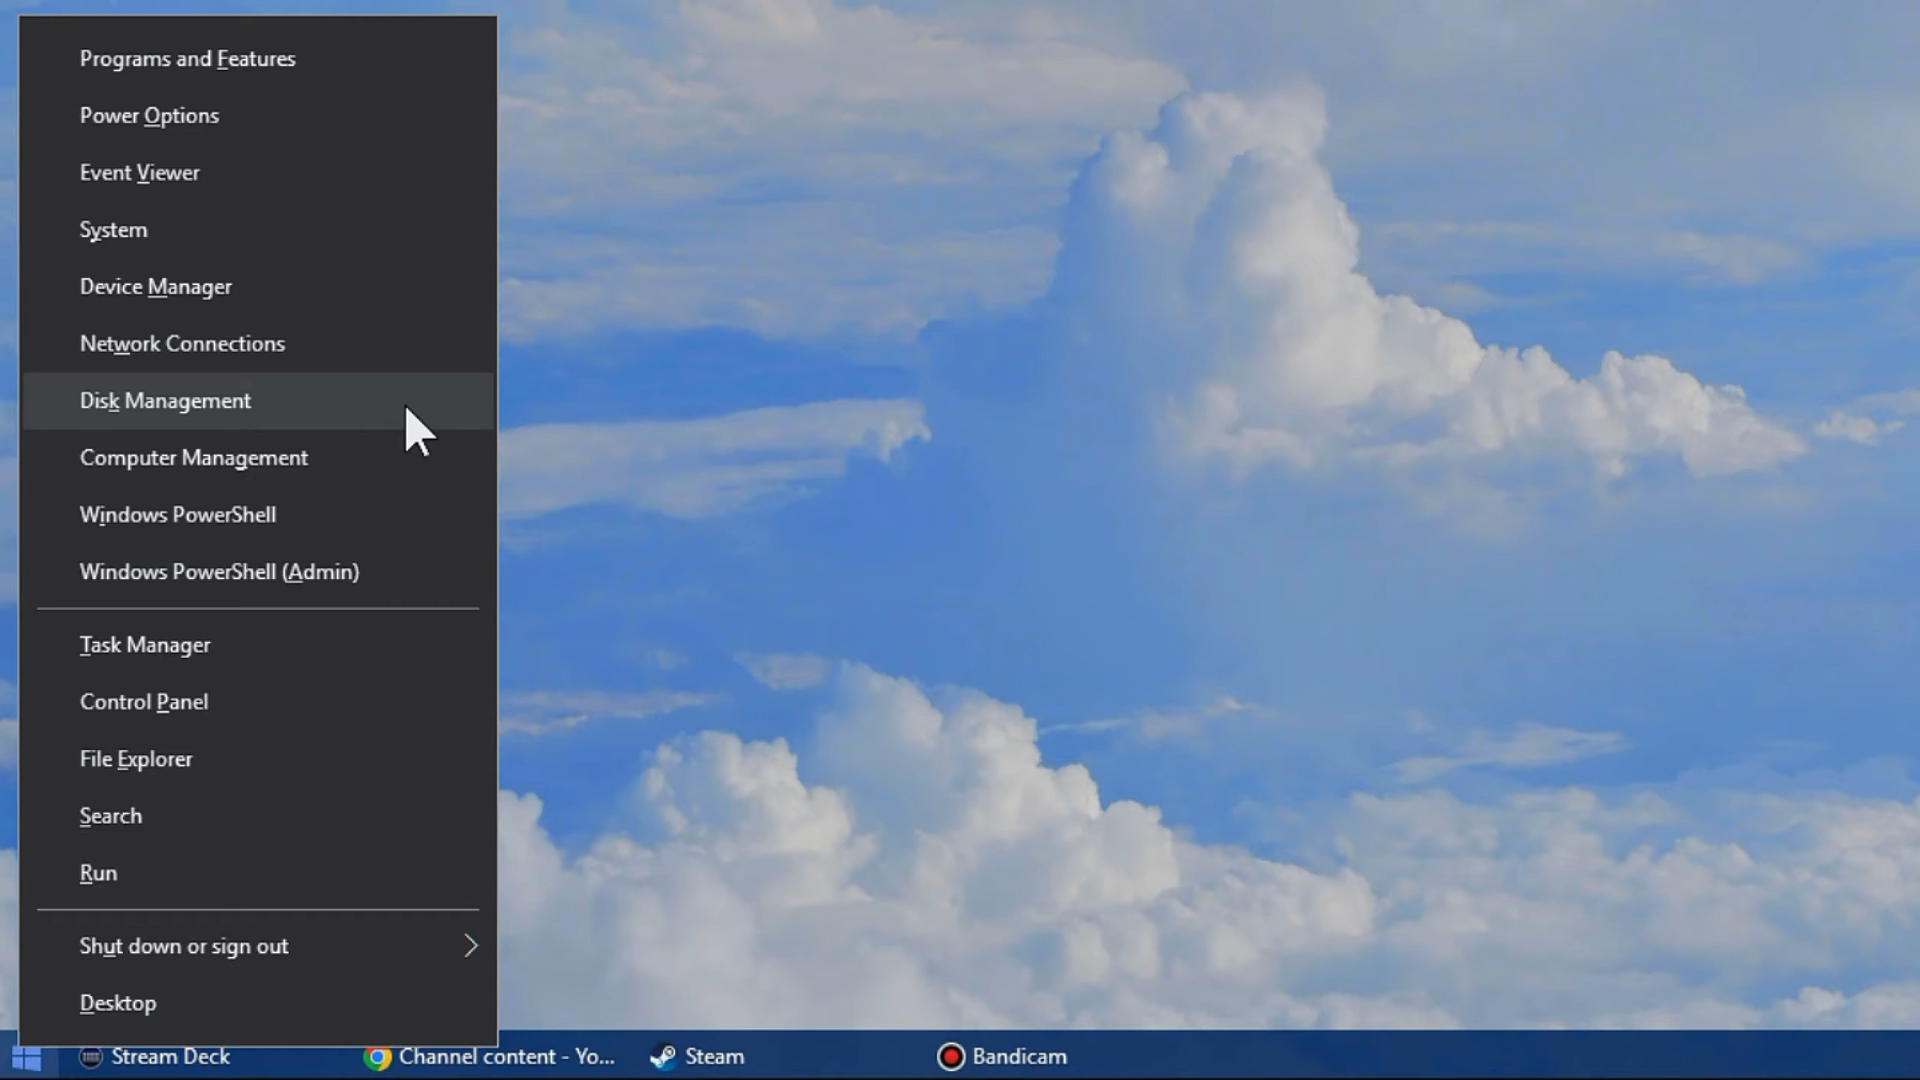 Programs and Features
Power Options
Event Viewer
System
Device Manager
Network Connections
Disk Management
Computer Management
Windows PowerShell
Windows PowerShell (Admin)
Task Manager
Control Panel
File Explorer
Search
Run
Shut down or sign out
Desktop
Stream Deck Channel content - Yo... Steam Bandicam